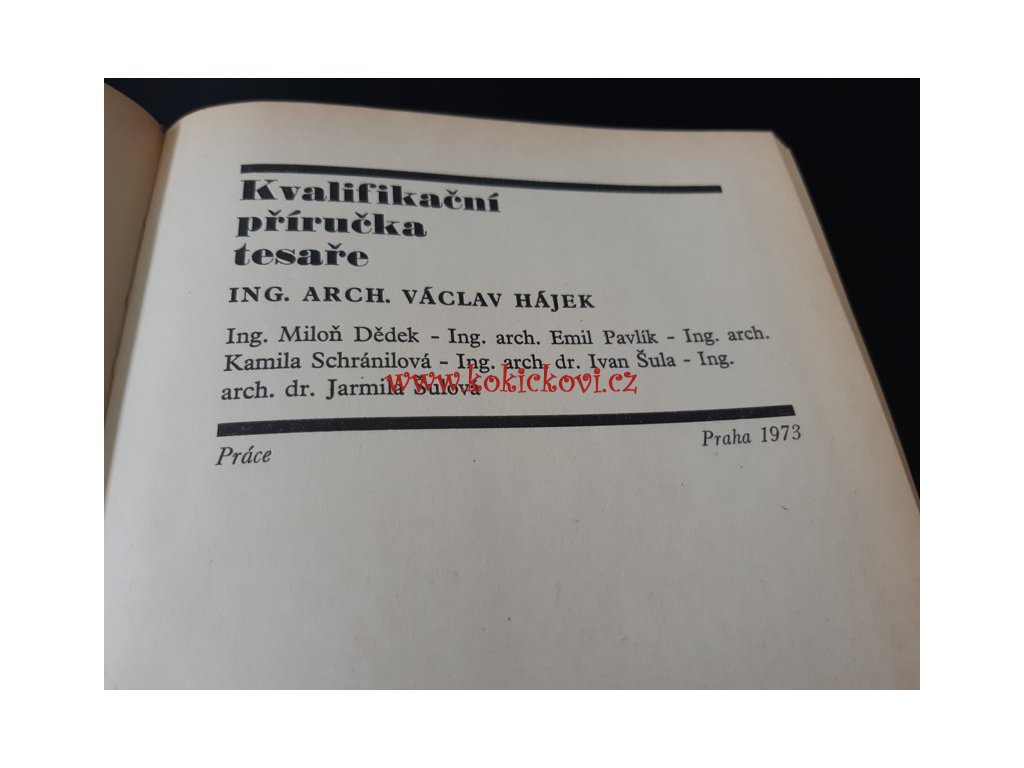 Kvalifikační
příručka
tesaře
ING. ARCH. VÁCLAV HÁJEK
Ing. Miloň Dědek – Ing. arch. Emil Pavlík – Ing. arch.
Kamila Schránilová – Ing. arch. dr. Ivan Šula – Ing.
arch. dr. Jarmila Šulová
www.kokickovi.cz
Práce
Praha 1973